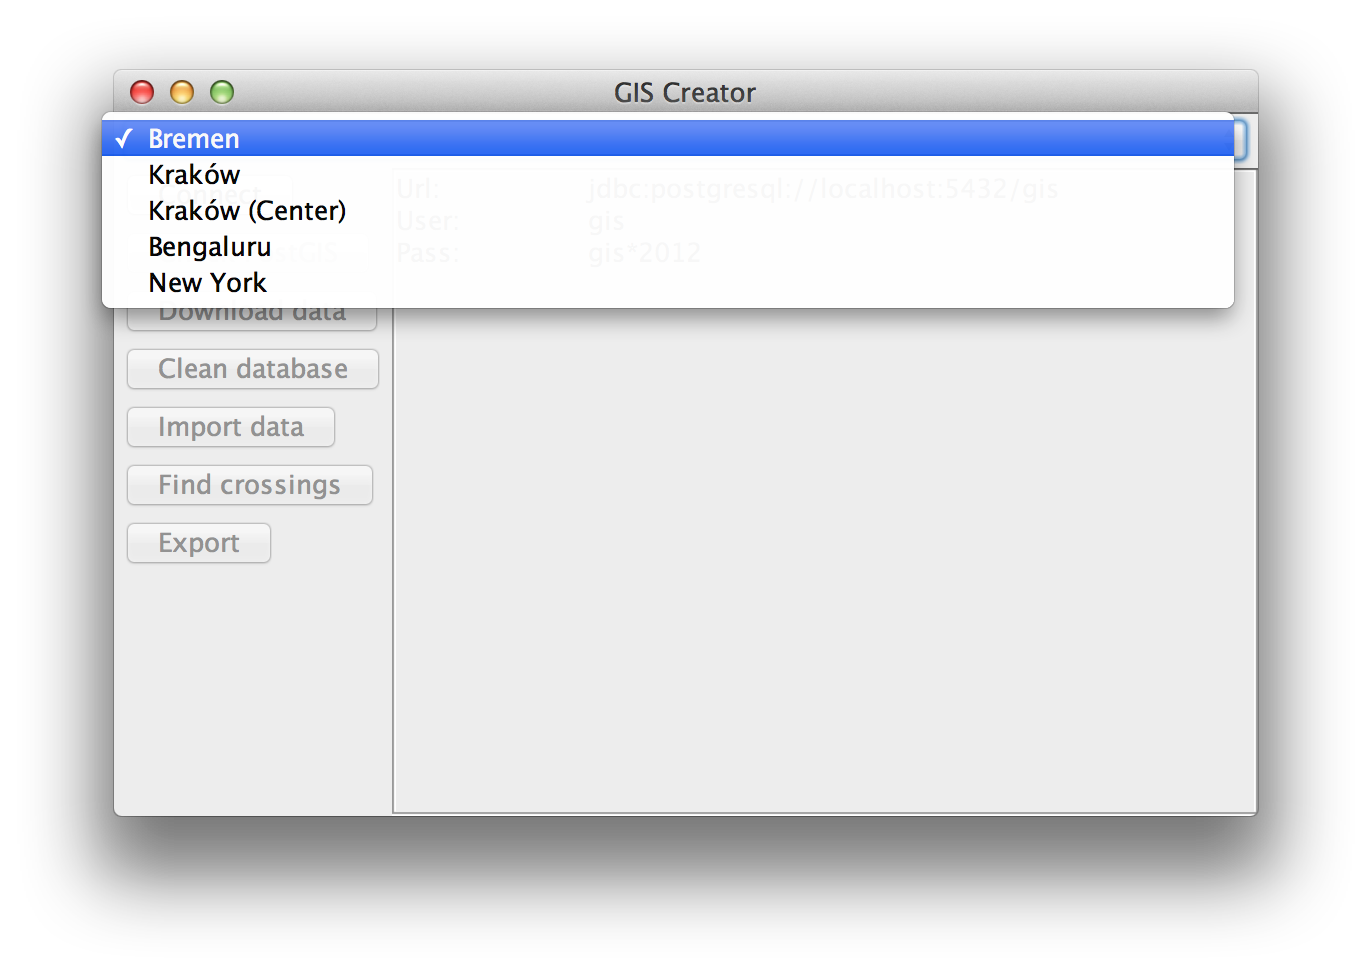 GIS Creator
✓ Bremen
Kraków
Kraków (Center)
Bengaluru
New York
Connect
Url: jdbc:postgresql://localhost:5432/gis
User: gis
Pass: gis*2012
Download data
Clean database
Import data
Find crossings
Export